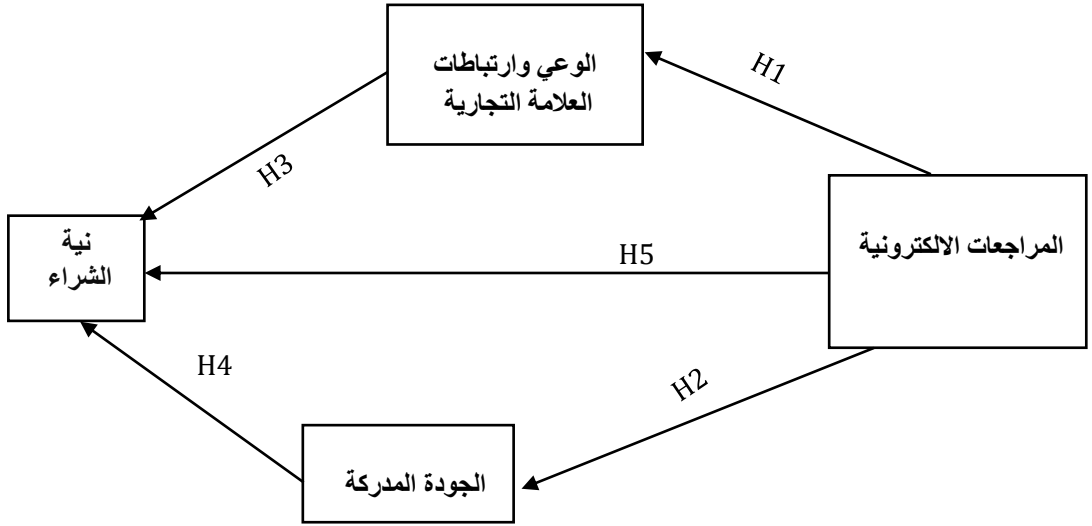 الوعي وارتباطات
العلامة التجارية
H1
H3
المراجعات الالكترونية
نية
الشراء
H5
H4
H2
الجودة المدركة